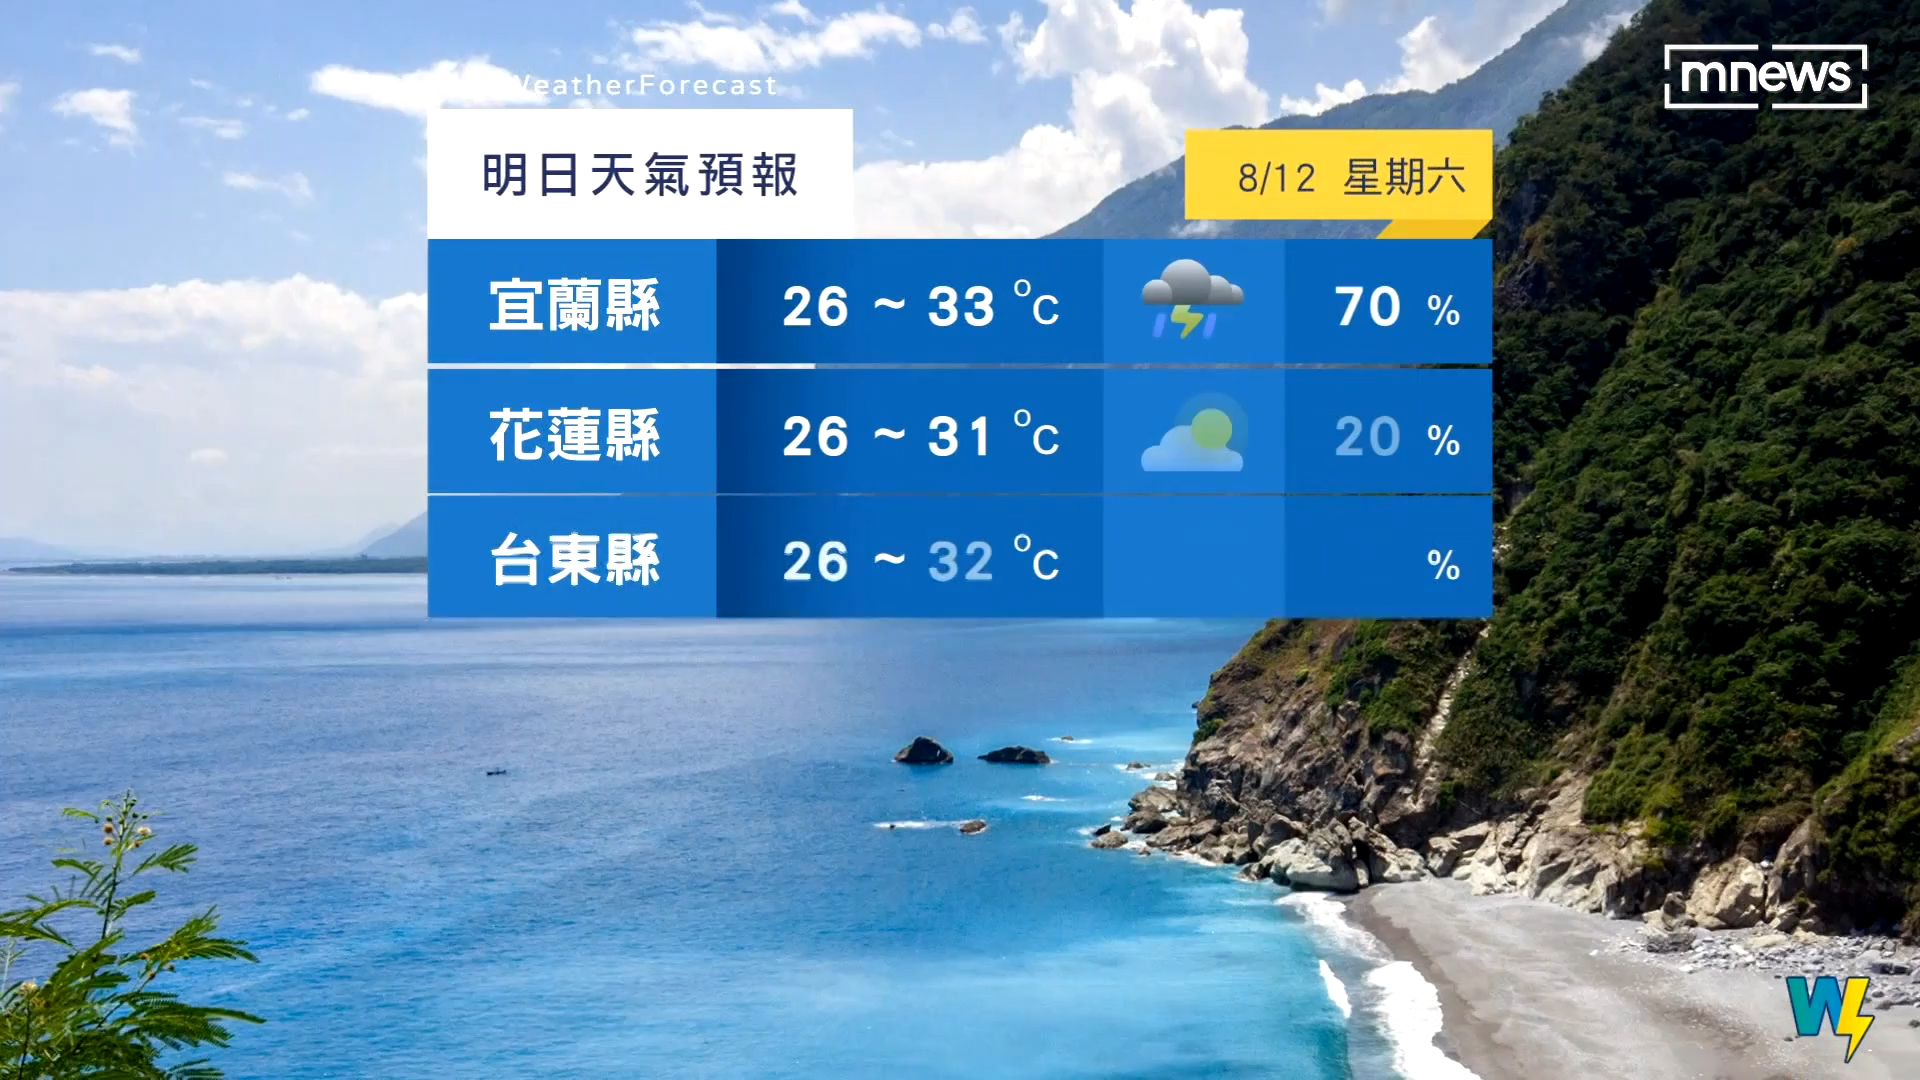 WeatherForecast
mnews
明日天氣預報
8/12 星期六
宜蘭縣 26 ~ 33 °C 70 %
花蓮縣 26 ~ 31 °C 20 %
台東縣 26 ~ 32 °C %
W